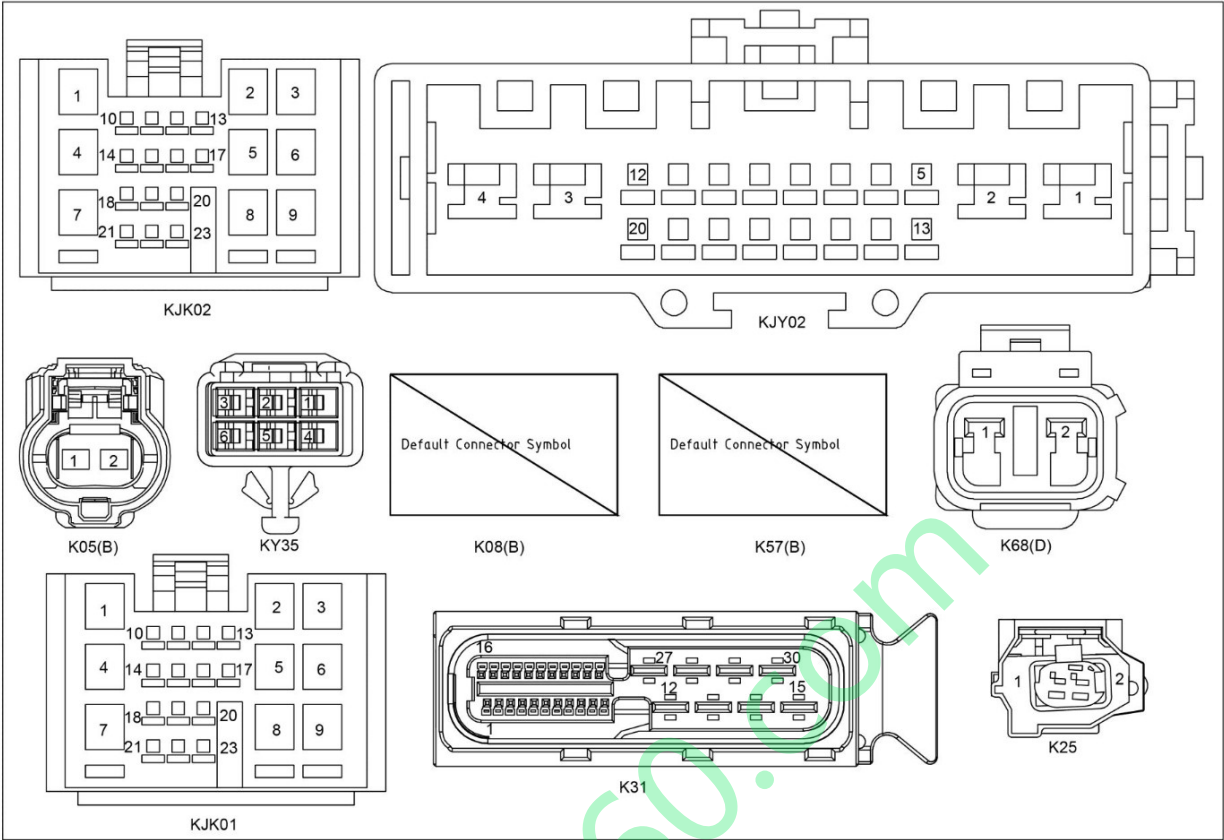 1 2 3
10 13
4 14 17 5 6
18 20
7 8 9
21 23
KJK02
12 5
4 3 2 1
20 13
KJY02
1 2
K05(B)
3 2 1
6 5 4
KY35
Default Connector Symbol
K08(B)
Default Connector Symbol
K57(B)
1 2
K68(D)
1 2 3
10 13
4 14 17 5 6
18 20
7 8 9
21 23
KJK01
16 27 30
12 15
1
K31
1 2
K25
60.com